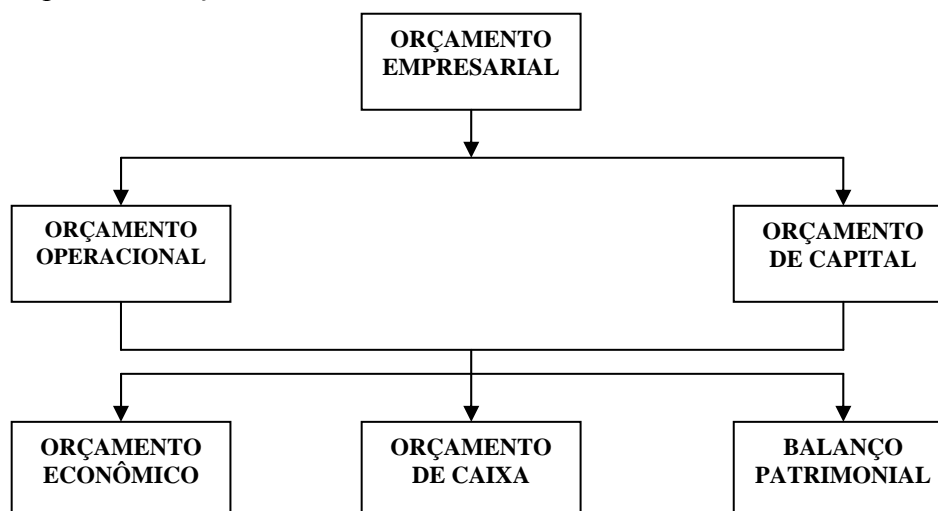 ORÇAMENTO
EMPRESARIAL
ORÇAMENTO
OPERACIONAL
ORÇAMENTO
DE CAPITAL
ORÇAMENTO
ECONÔMICO
ORÇAMENTO
DE CAIXA
BALANÇO
PATRIMONIAL